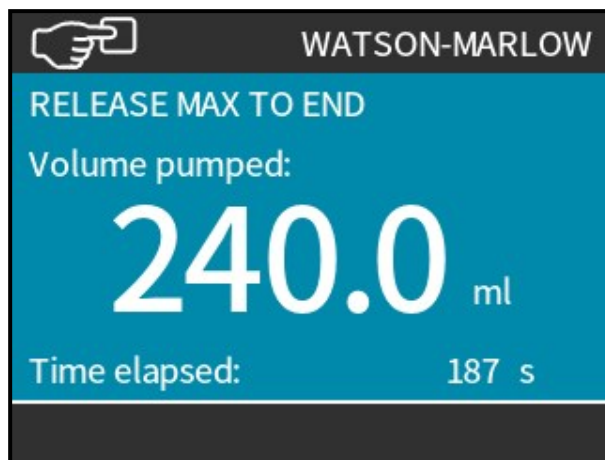 WATSON-MARLOW
RELEASE MAX TO END
Volume pumped:
240.0 ml
Time elapsed: 187 s